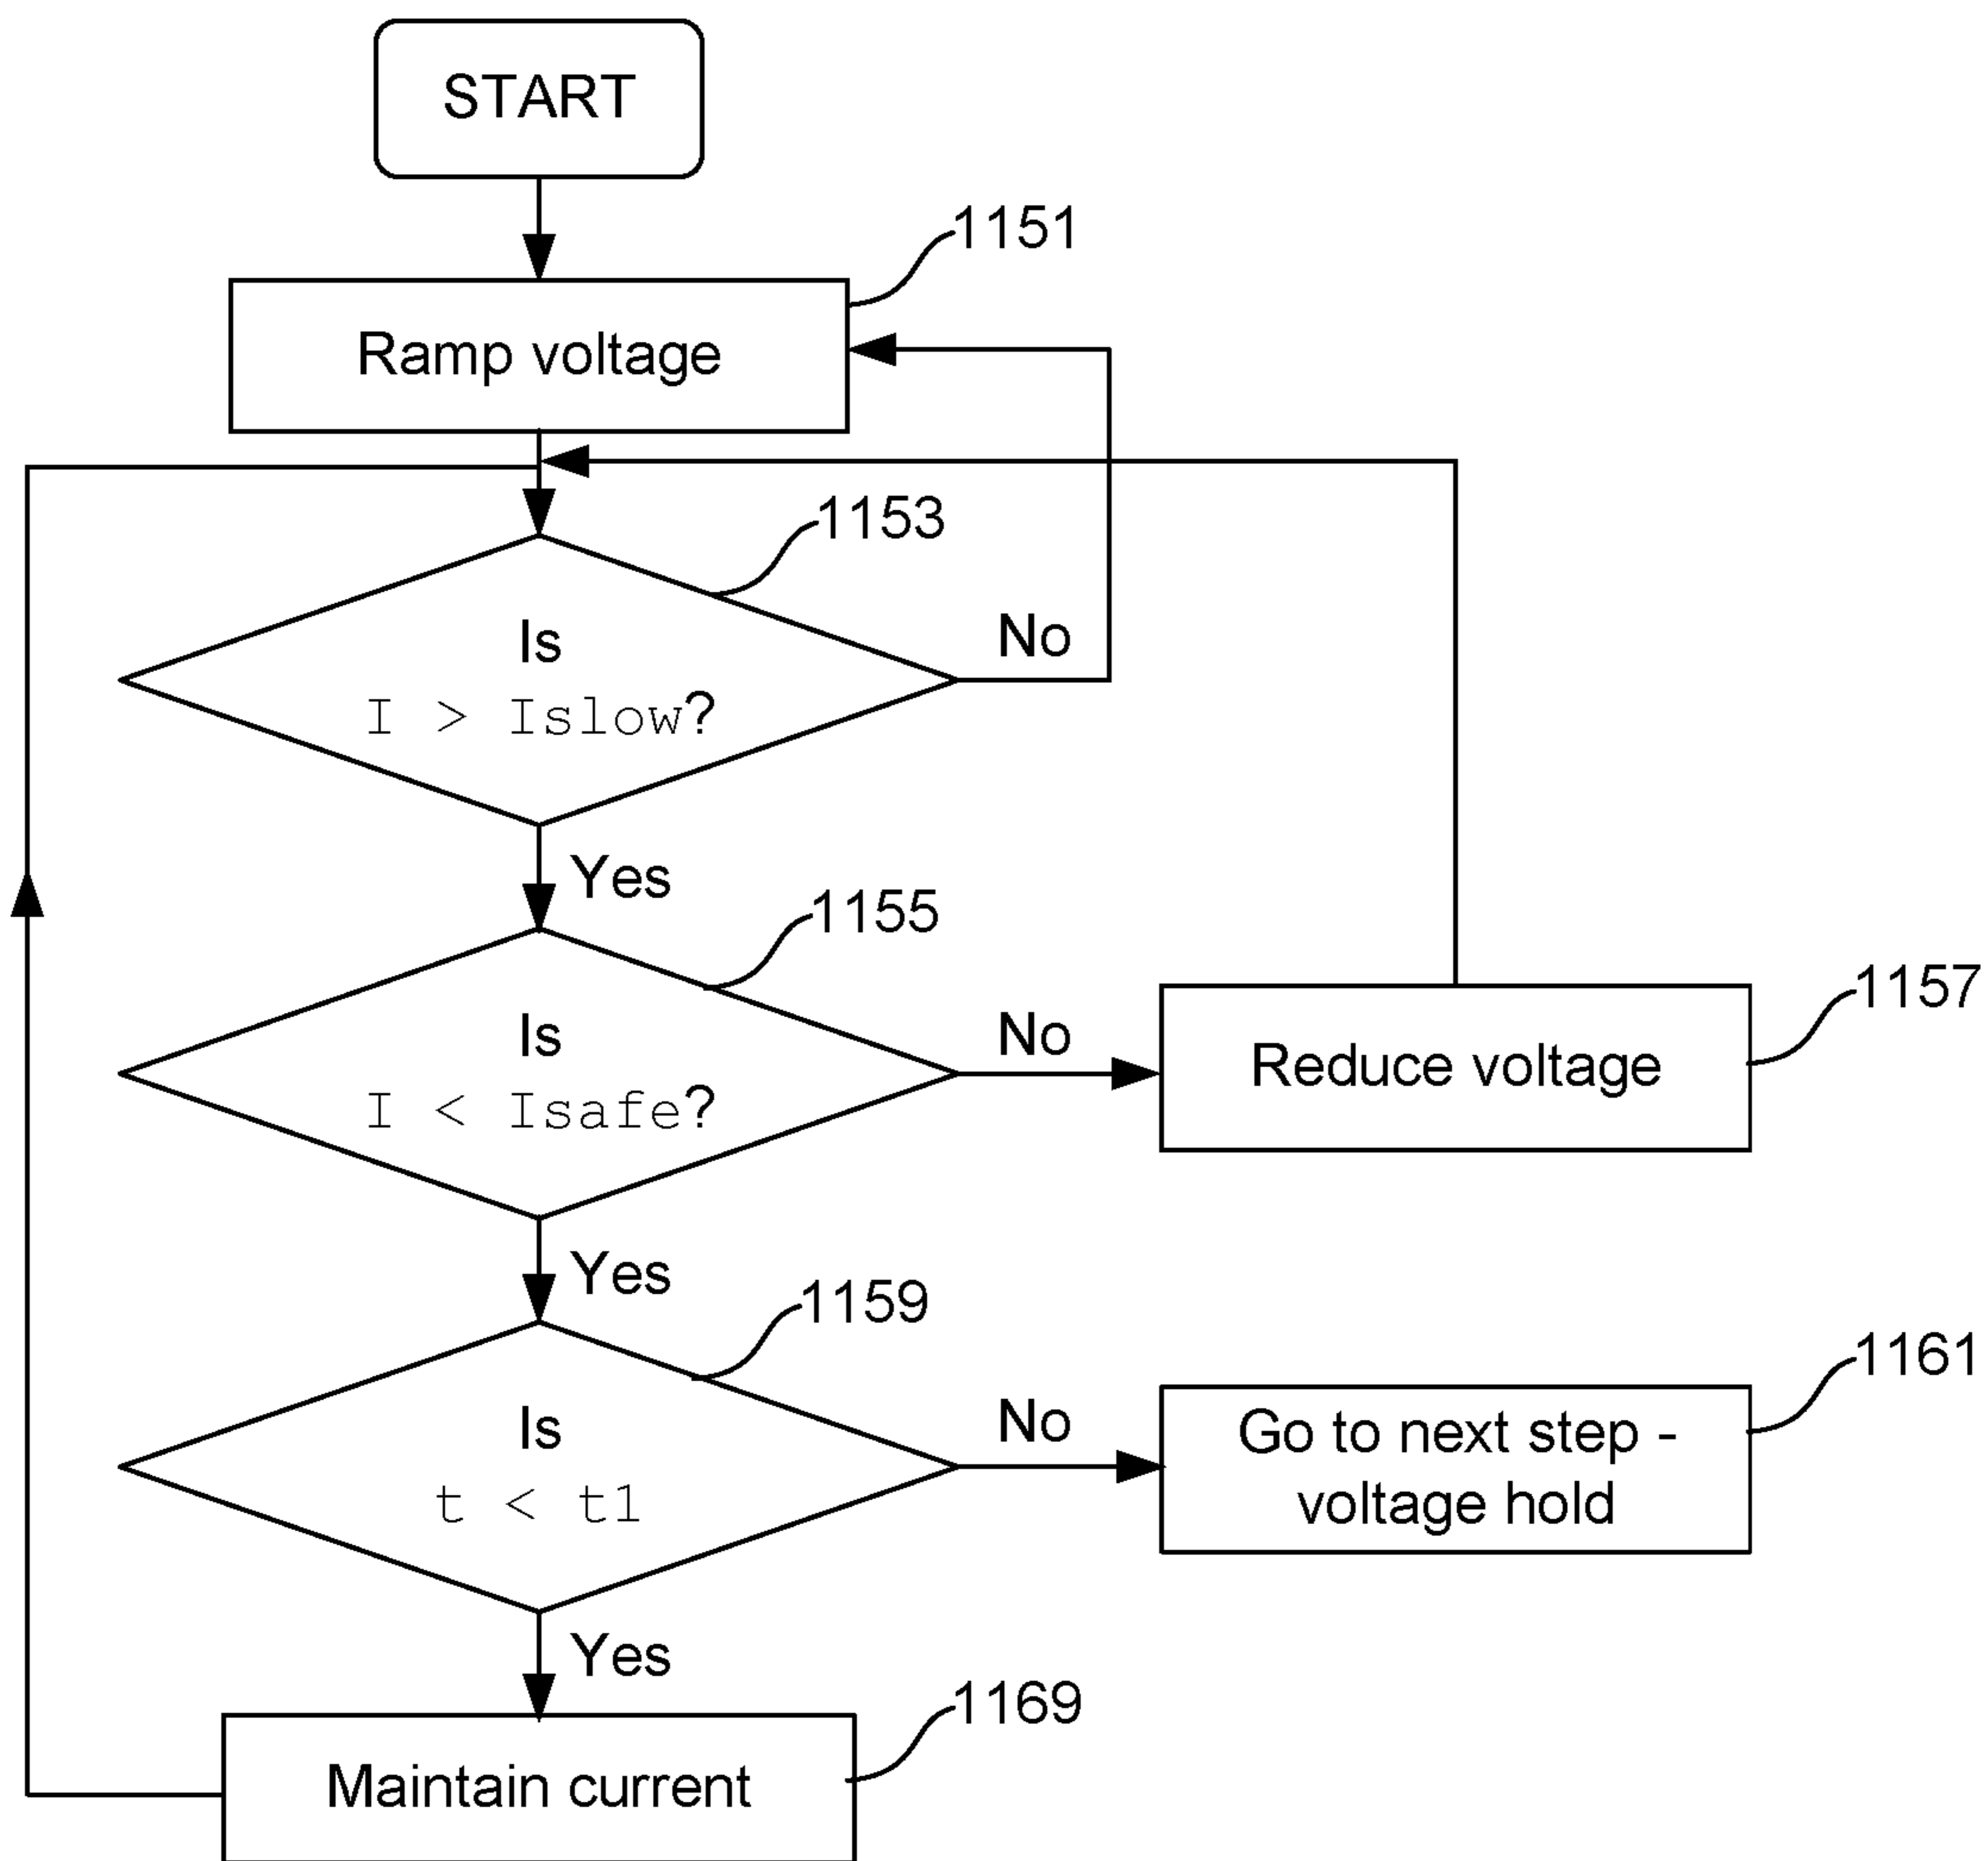 START
1151
Ramp voltage
1153
Is
I > Islow?
No
Yes
1155
Is
I < Isafe?
No
1157
Reduce voltage
Yes
1159
Is
t < t1
No
1161
Go to next step -
voltage hold
Yes
1169
Maintain current